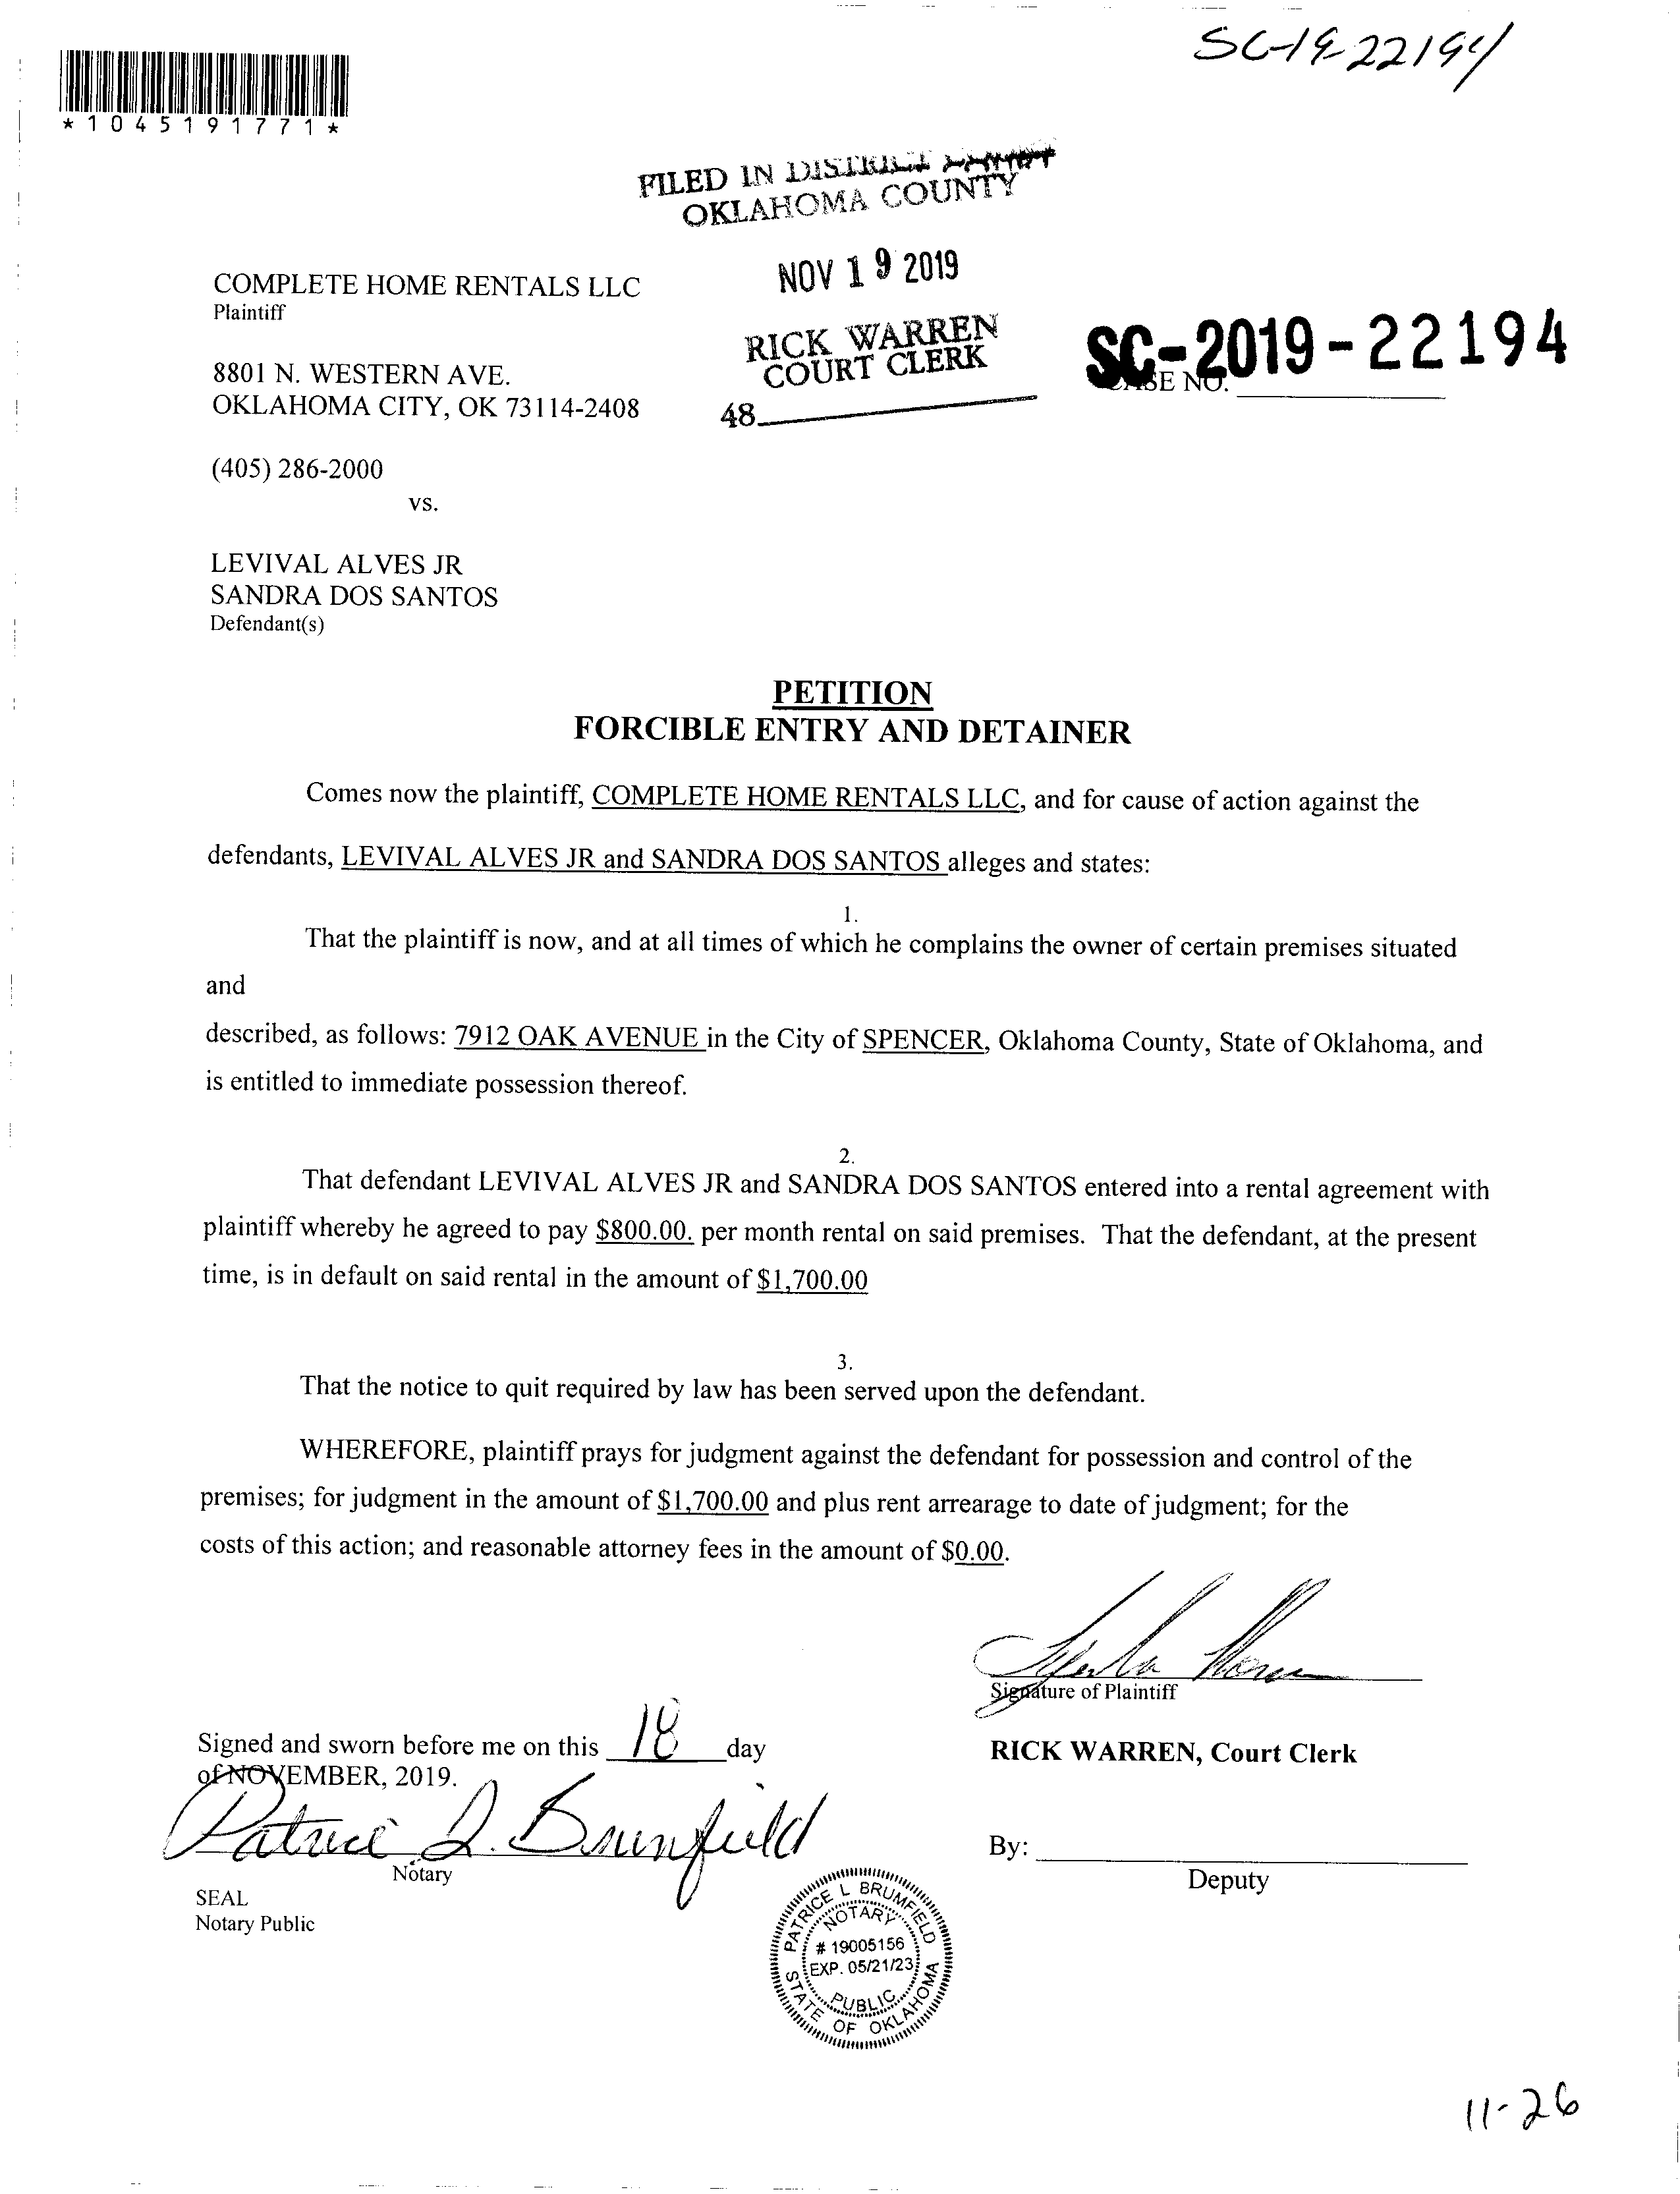 SC-19-22194
*1045191771*
FILED IN DISTRICT COURT
OKLAHOMA COUNTY
NOV 19 2019
RICK WARREN
COURT CLERK
48
SC-2019-22194
CASE NO.
COMPLETE HOME RENTALS LLC
Plaintiff
8801 N. WESTERN AVE.
OKLAHOMA CITY, OK 73114-2408
(405) 286-2000
vs.
LEVIVAL ALVES JR
SANDRA DOS SANTOS
Defendant(s)
PETITION
FORCIBLE ENTRY AND DETAINER
Comes now the plaintiff, COMPLETE HOME RENTALS LLC, and for cause of action against the
defendants, LEVIVAL ALVES JR and SANDRA DOS SANTOS alleges and states:
1.
That the plaintiff is now, and at all times of which he complains the owner of certain premises situated
and
described, as follows: 7912 OAK AVENUE in the City of SPENCER, Oklahoma County, State of Oklahoma, and
is entitled to immediate possession thereof.
2.
That defendant LEVIVAL ALVES JR and SANDRA DOS SANTOS entered into a rental agreement with
plaintiff whereby he agreed to pay $800.00. per month rental on said premises. That the defendant, at the present
time, is in default on said rental in the amount of $1,700.00
3.
That the notice to quit required by law has been served upon the defendant.
WHEREFORE, plaintiff prays for judgment against the defendant for possession and control of the
premises; for judgment in the amount of $1,700.00 and plus rent arrearage to date of judgment; for the
costs of this action; and reasonable attorney fees in the amount of $0.00.
Signature of Plaintiff
Signed and sworn before me on this 18 day
of NOVEMBER, 2019.
RICK WARREN, Court Clerk
Patrice L. Brumfield
Notary
By:
Deputy
SEAL
Notary Public
PATRICE L BRUMFIELD
NOTARY
# 19005156
EXP. 05/21/23
PUBLIC
STATE OF OKLAHOMA
11-26